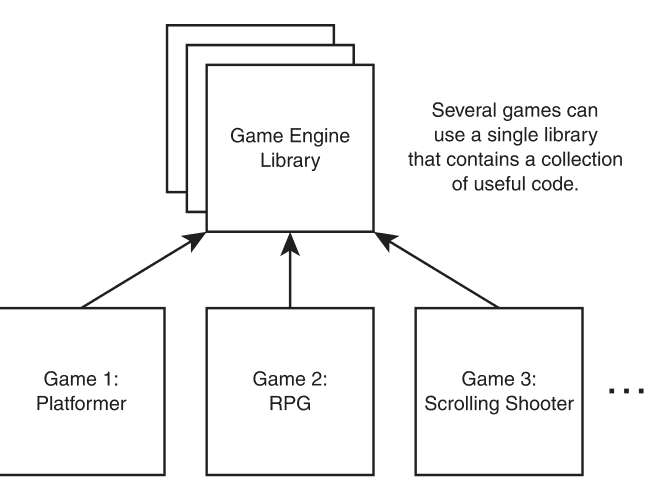 Game Engine
Library
Several games can
use a single library
that contains a collection
of useful code.
Game 1:
Platformer
Game 2:
RPG
Game 3:
Scrolling Shooter
...